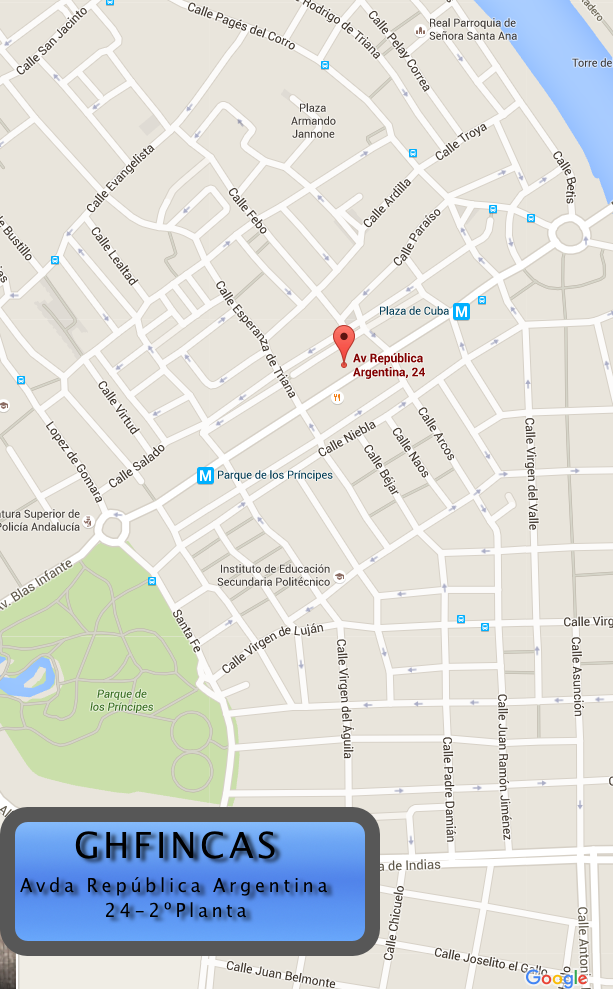 Calle San Jacinto
Calle Pagés del Corro
Rodrigo de Triana
Calle Pelay Correa
Real Parroquia de
Señora Santa Ana
Torre de
Plaza
Armando
Jannone
Calle Troya
Calle Betis
Calle Evangelista
Calle Febo
Calle Ardilla
Calle Paraíso
Bustillo
Calle Lealtad
Calle Esperanza de Triana
Plaza de Cuba
M
Av República
Argentina, 24
Calle Virtud
Lopez de Gomara
Calle Salado
Calle Niebla
Calle Arcos
Calle Naos
Calle Béjar
Calle Virgen del Valle
M
Parque de los Príncipes
tura Superior de
Policía Andalucía
Av. Blas Infante
Instituto de Educación
Secundaria Politécnico
Santa Fe
Calle Virgen de Luján
Calle Virg
Calle Virgen del Águila
Calle Asunción
Parque de
los Príncipes
Calle Padre Damián
Calle Juan Ramón Jiménez
GHFINCAS
Avda República Argentina
24-2ºPlanta
a de Indias
Calle Chicuelo
Calle Antoni
Calle Joselito el Gallo
Calle Juan Belmonte
Google